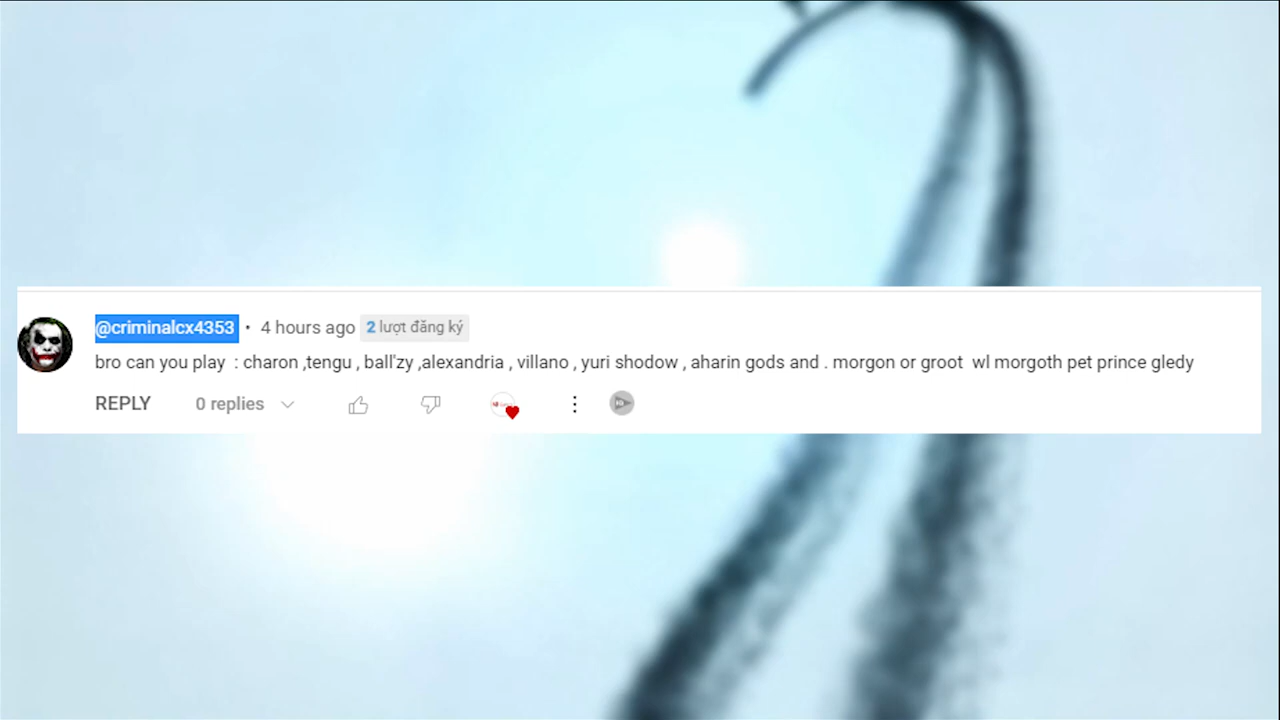 @criminalcx4353 • 4 hours ago 2 lượt đăng ký
bro can you play : charon ,tengu , ball'zy ,alexandria , villano , yuri shodow , aharin gods and . morgon or groot wl morgoth pet prince gledy
REPLY 0 replies